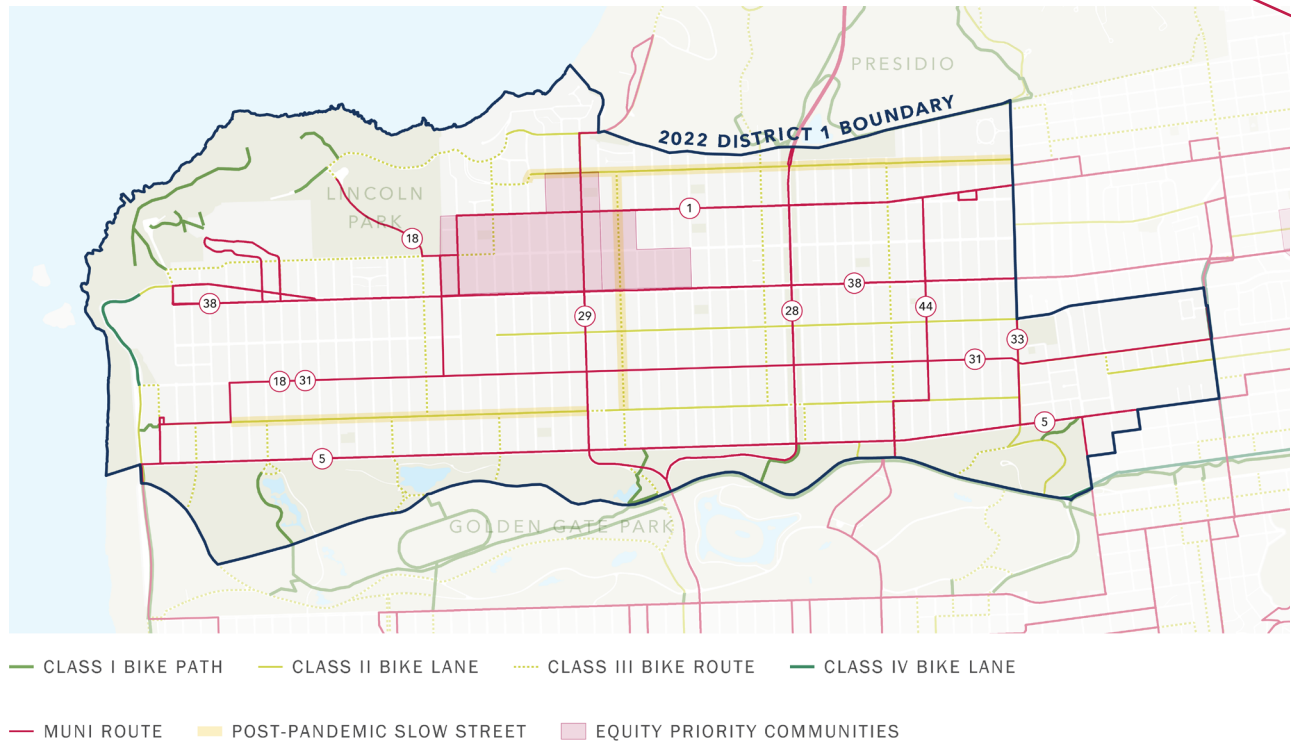 PRESIDIO
2022 DISTRICT 1 BOUNDARY
LINCOLN
PARK
1
18
38
38
29
28
44
33
31
18 31
5
5
GOLDEN GATE PARK
CLASS I BIKE PATH
CLASS II BIKE LANE
CLASS III BIKE ROUTE
CLASS IV BIKE LANE
MUNI ROUTE
POST-PANDEMIC SLOW STREET
EQUITY PRIORITY COMMUNITIES